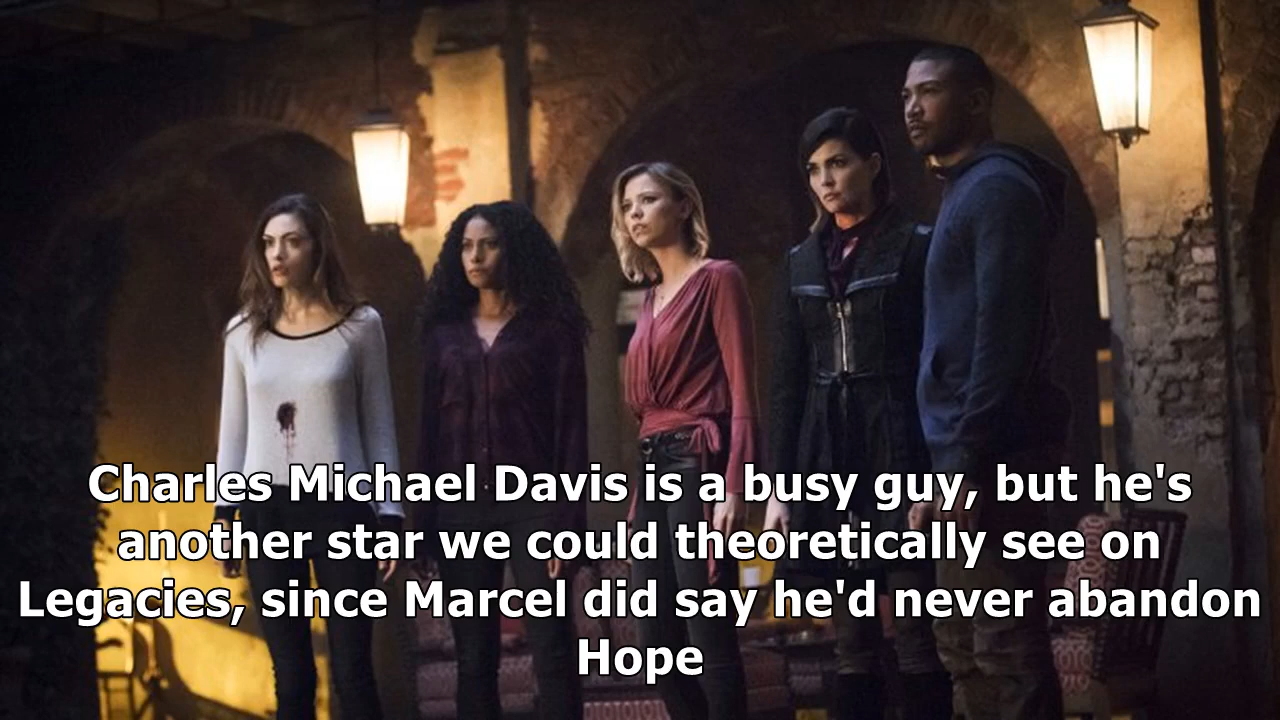 Charles Michael Davis is a busy guy, but he's
another star we could theoretically see on
Legacies, since Marcel did say he'd never abandon
Hope